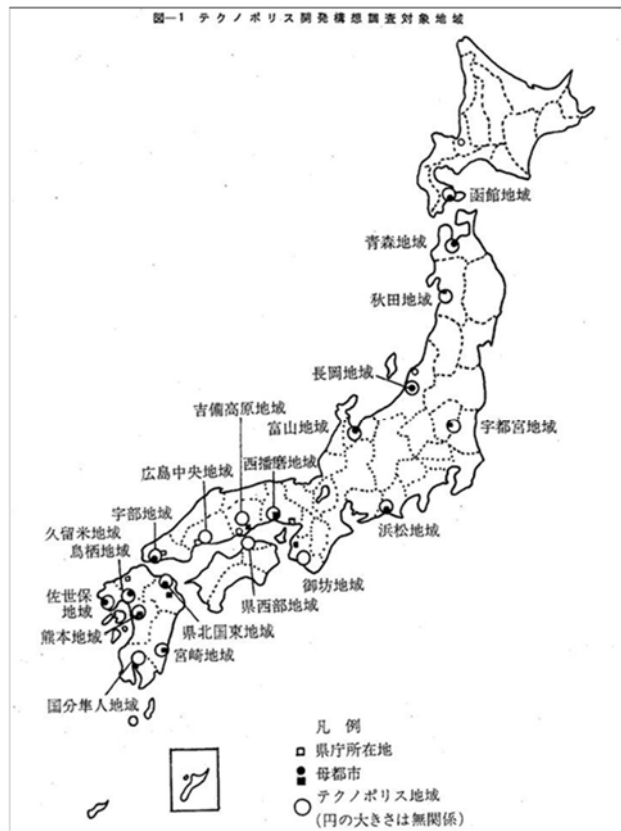 図―1 テクノポリス開発構想調査対象地域
函館地域
青森地域
秋田地域
長岡地域
吉備高原地域
富山地域
宇都宮地域
広島中央地域
西播磨地域
宇部地域
浜松地域
久留米地域
鳥栖地域
御坊地域
佐世保
地域
県西部地域
熊本地域
県北国東地域
宮崎地域
国分隼人地域
凡例
県庁所在地
母都市
テクノポリス地域
(円の大きさは無関係)